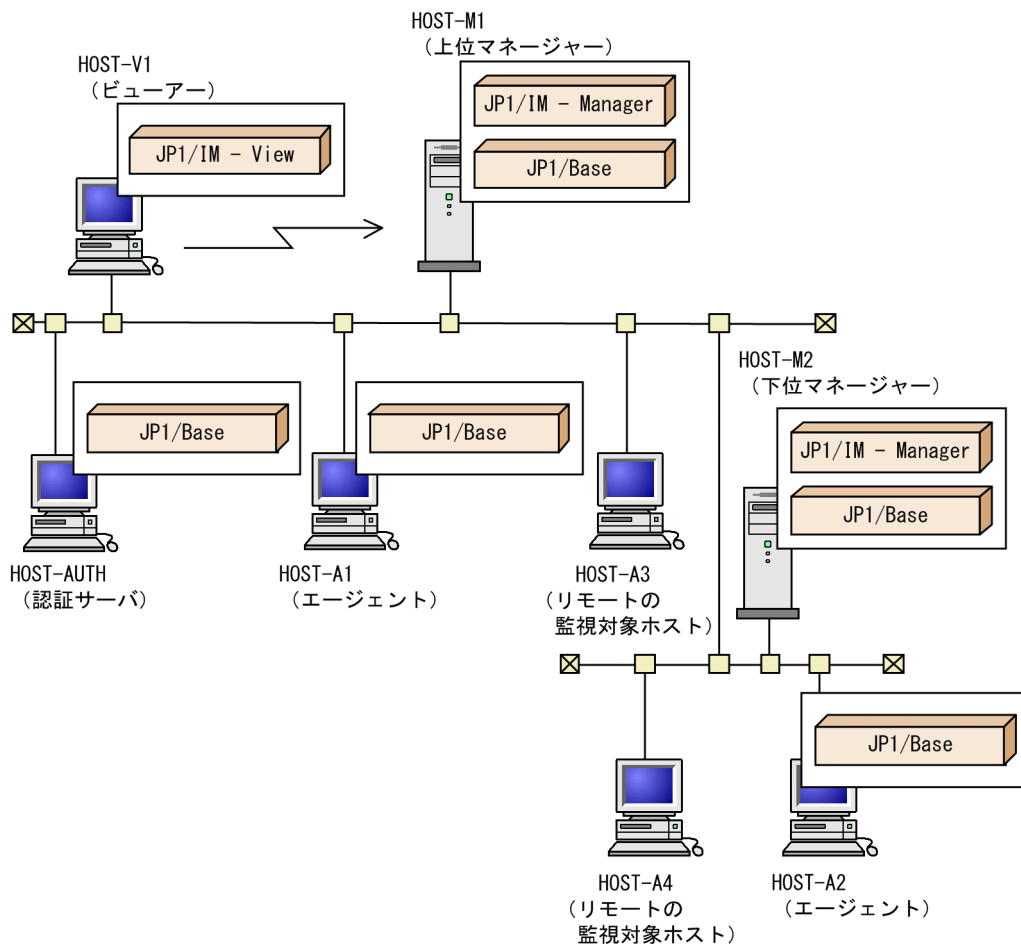 HOST-M1
（上位マネージャー）
HOST-V1
（ビューアー）
JP1/IM - Manager
JP1/IM - View
JP1/Base
HOST-M2
（下位マネージャー）
JP1/Base
JP1/Base
JP1/IM - Manager
JP1/Base
HOST-AUTH
（認証サーバ）
HOST-A1
（エージェント）
HOST-A3
（リモートの
監視対象ホスト）
JP1/Base
HOST-A4
（リモートの
監視対象ホスト）
HOST-A2
（エージェント）